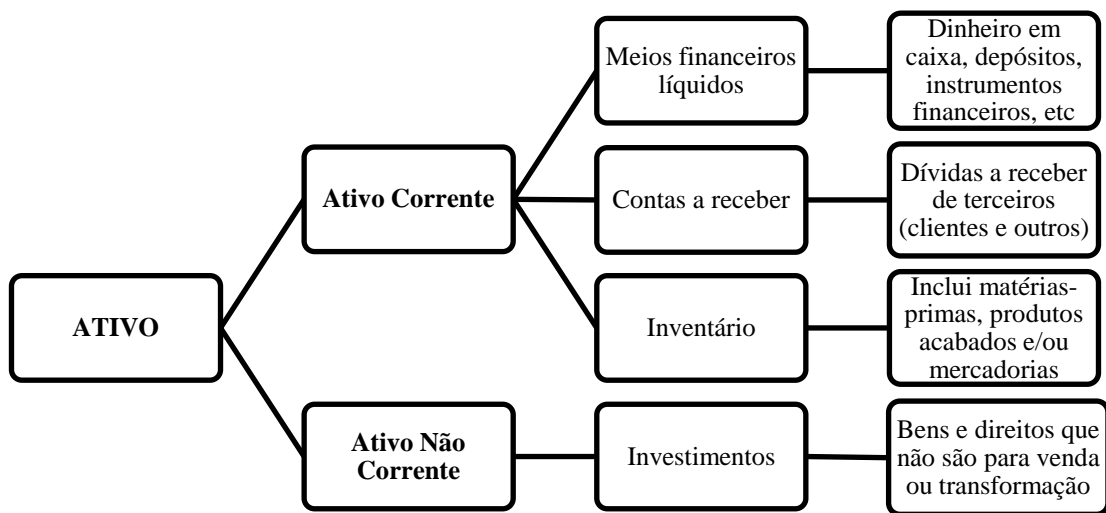 ATIVO
Ativo Corrente
Meios financeiros
líquidos
Dinheiro em
caixa, depósitos,
instrumentos
financeiros, etc
Contas a receber
Dívidas a receber
de terceiros
(clientes e outros)
Inventário
Inclui matérias-
primas, produtos
acabados e/ou
mercadorias
Ativo Não
Corrente
Investimentos
Bens e direitos que
não são para venda
ou transformação